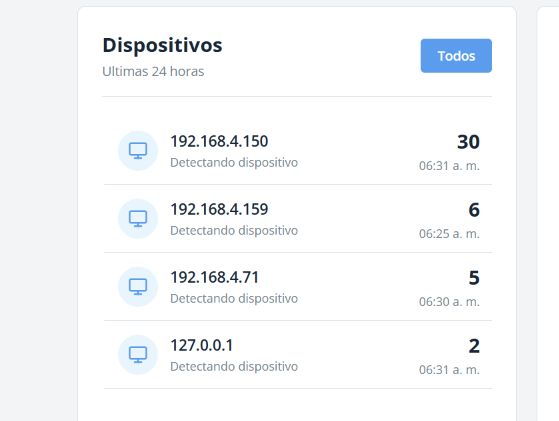 Dispositivos
Ultimas 24 horas
Todos
192.168.4.150
Detectando dispositivo
30
06:31 a. m.
192.168.4.159
Detectando dispositivo
6
06:25 a. m.
192.168.4.71
Detectando dispositivo
5
06:30 a. m.
127.0.0.1
Detectando dispositivo
2
06:31 a. m.